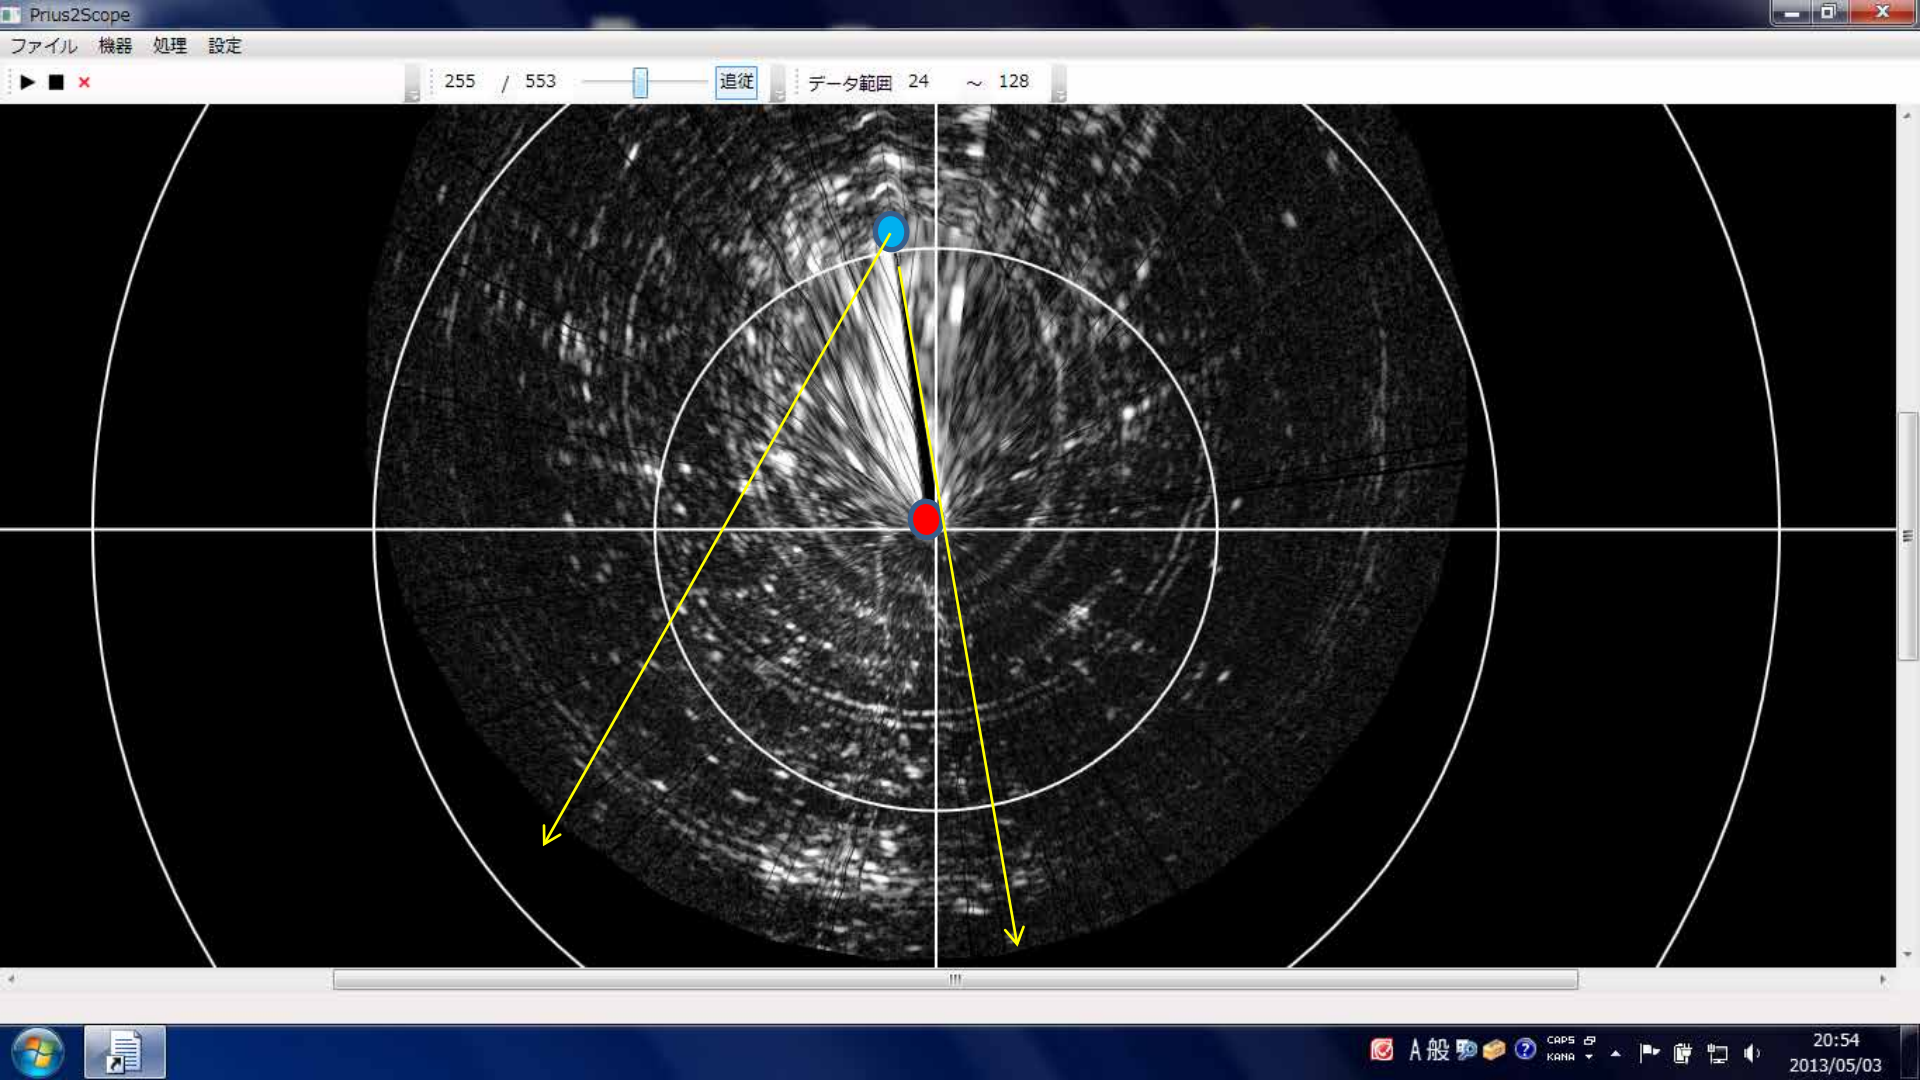 Prius2Scope
ファイル 機器 処理 設定
255 / 553 追従 データ範囲 24 ～ 128
A 般 CAPS KANA
20:54
2013/05/03